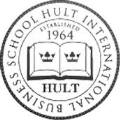 BUSINESS SCHOOL HULT INTERNATIONAL
ESTABLISHED
1964
HULT